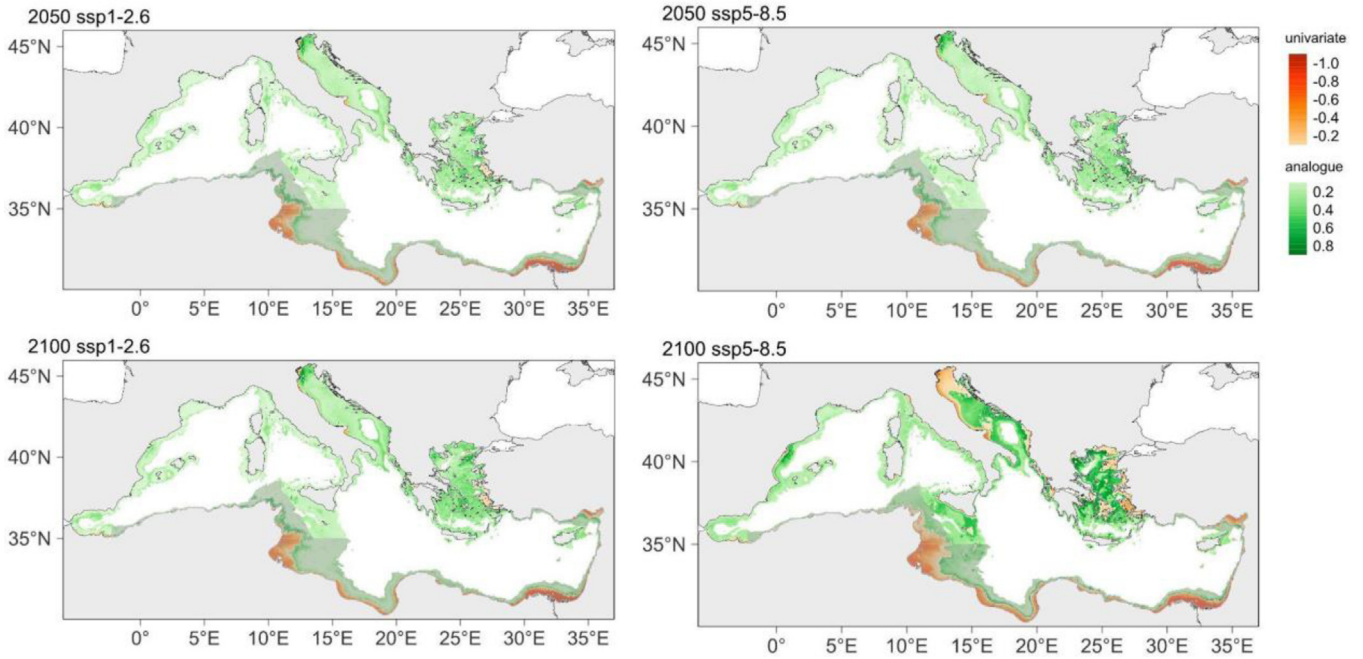 2050 ssp1-2.6
2050 ssp5-8.5
45°N
40°N
35°N
0° 5°E 10°E 15°E 20°E 25°E 30°E 35°E
45°N
40°N
35°N
0° 5°E 10°E 15°E 20°E 25°E 30°E 35°E
univariate
-1.0
-0.8
-0.6
-0.4
-0.2
analogue
0.2
0.4
0.6
0.8
2100 ssp1-2.6
2100 ssp5-8.5
45°N
40°N
35°N
0° 5°E 10°E 15°E 20°E 25°E 30°E 35°E
45°N
40°N
35°N
0° 5°E 10°E 15°E 20°E 25°E 30°E 35°E